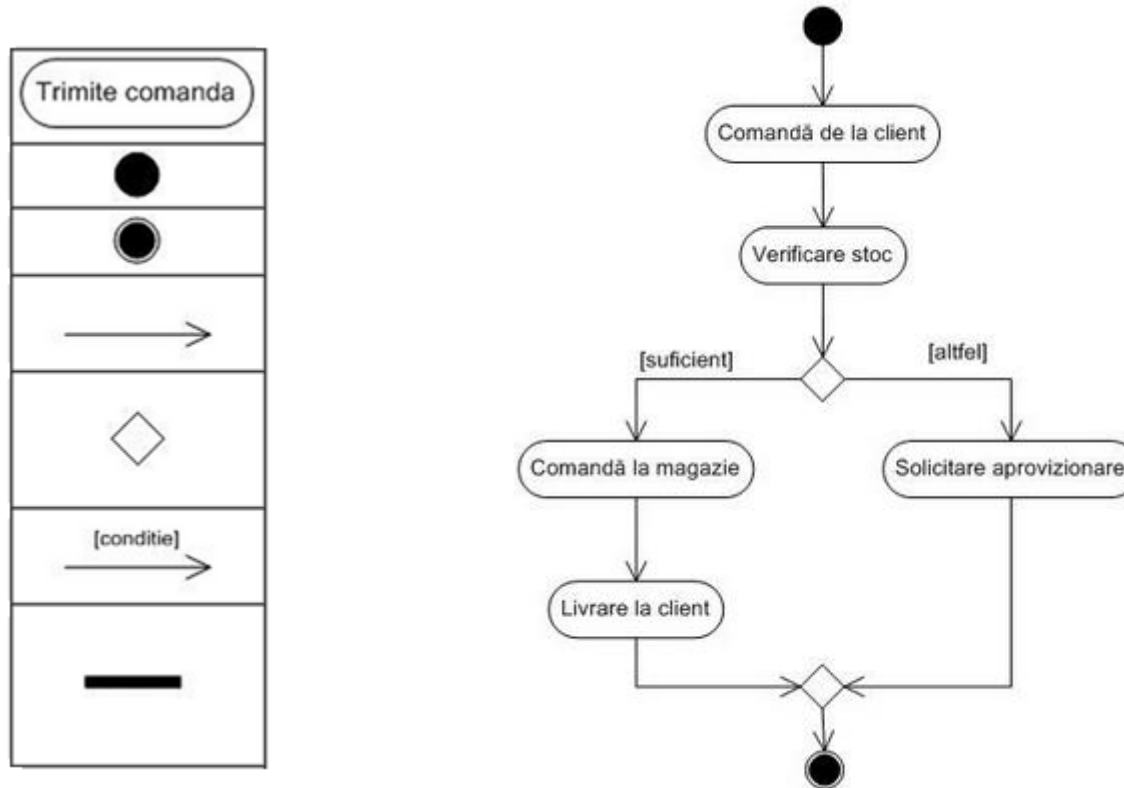 Trimite comanda
[conditie]
Comandă de la client
Verificare stoc
[suficient]
[altfel]
Comandă la magazie
Solicitare aprovizionare
Livrare la client